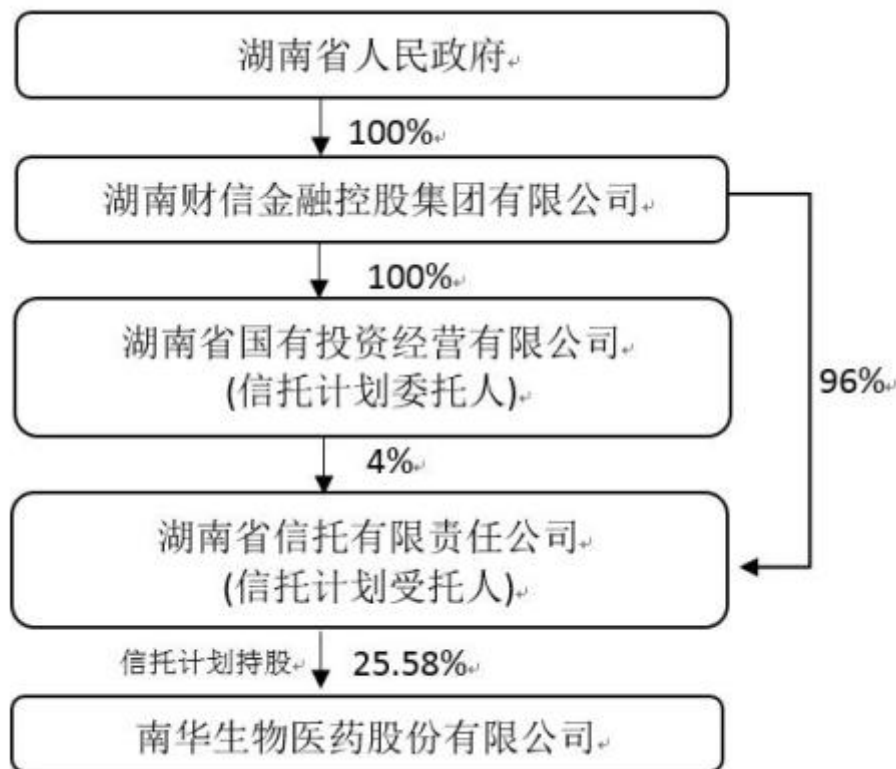 湖南省人民政府
100%
湖南财信金融控股集团有限公司
100%
湖南省国有投资经营有限公司
(信托计划委托人)
96%
4%
湖南省信托有限责任公司
(信托计划受托人)
信托计划持股 25.58%
南华生物医药股份有限公司